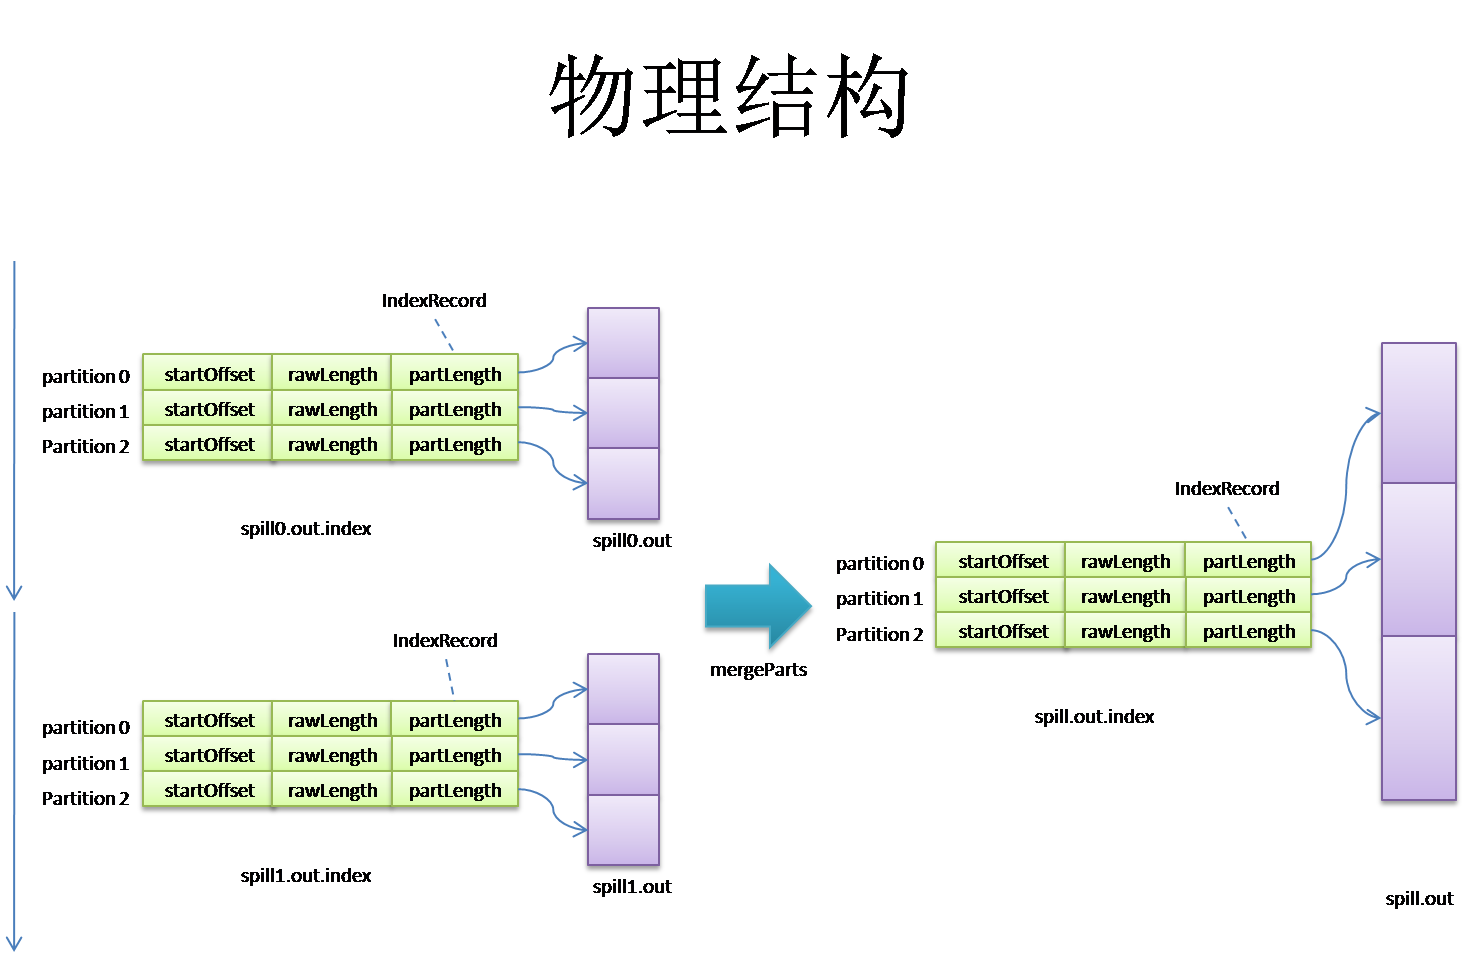 物理结构
IndexRecord
partition 0 startOffset rawLength partLength
partition 1 startOffset rawLength partLength
Partition 2 startOffset rawLength partLength
spill0.out.index
spill0.out
IndexRecord
partition 0 startOffset rawLength partLength
partition 1 startOffset rawLength partLength
Partition 2 startOffset rawLength partLength
spill1.out.index
spill1.out
mergeParts
IndexRecord
partition 0 startOffset rawLength partLength
partition 1 startOffset rawLength partLength
Partition 2 startOffset rawLength partLength
spill.out.index
spill.out